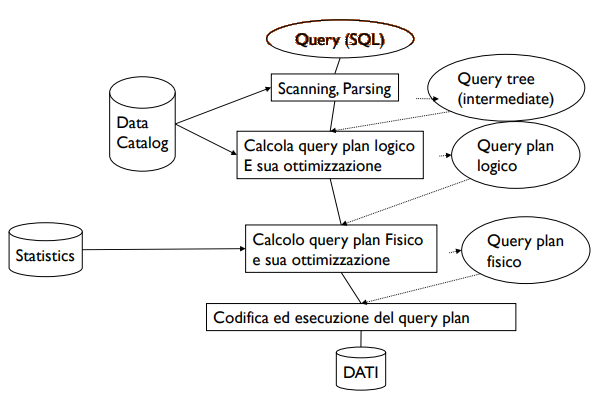 Query (SQL)
Scanning, Parsing
Query tree
(intermediate)
Data
Catalog
Calcola query plan logico
E sua ottimizzazione
Query plan
logico
Statistics
Calcolo query plan Fisico
e sua ottimizzazione
Query plan
fisico
Codifica ed esecuzione del query plan
DATI